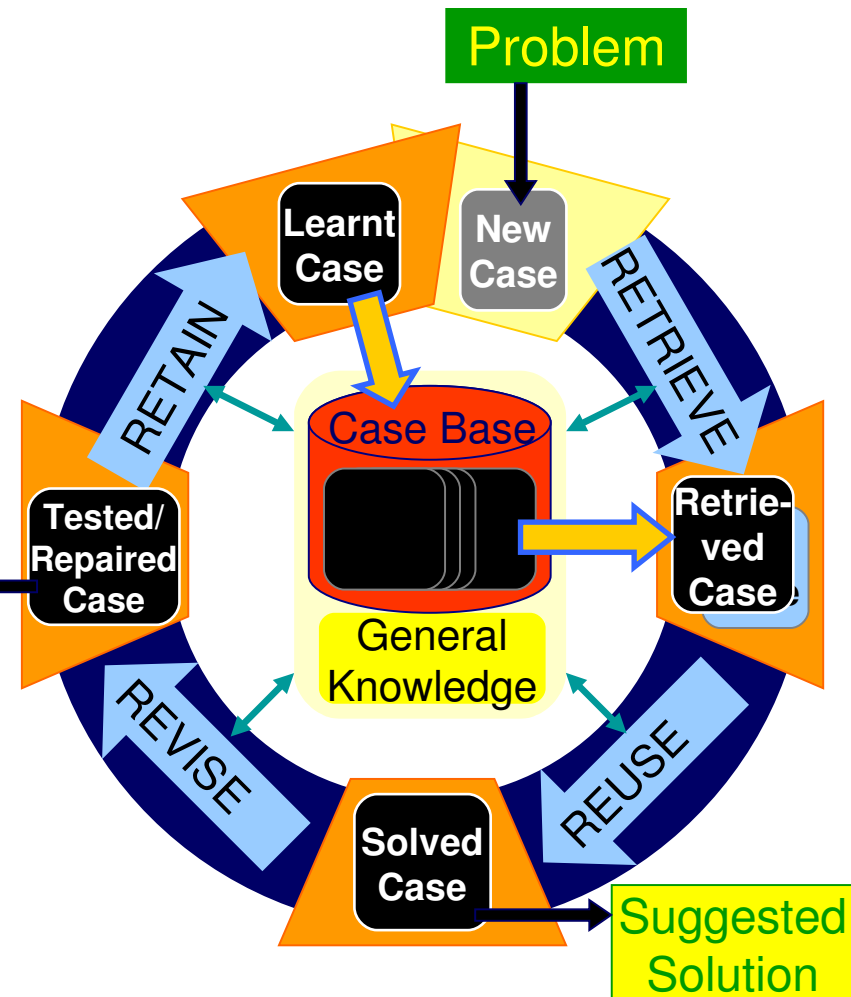 Problem
Learnt
Case
New
Case
RETRIEVE
RETAIN
Case Base
Retrie-
ved
Case
Tested/
Repaired
Case
General
Knowledge
REVISE
REUSE
Solved
Case
Suggested
Solution